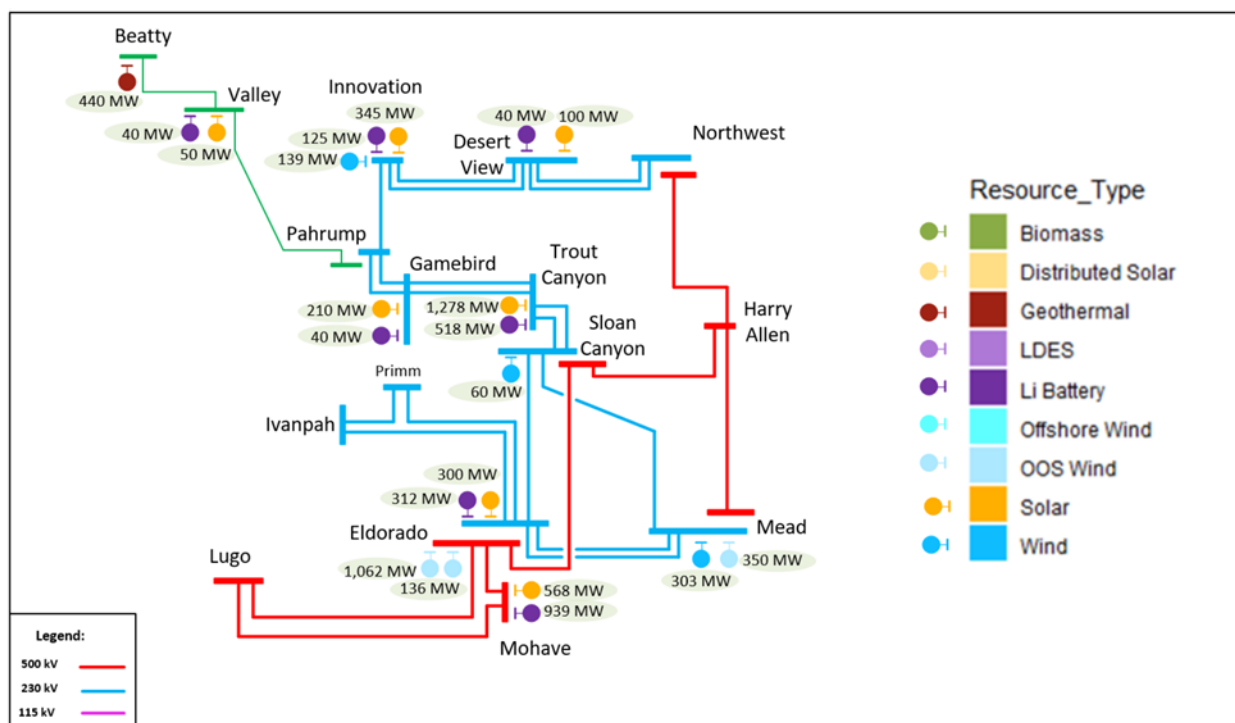 Beatty
440 MW
Valley
40 MW
50 MW
Innovation
345 MW
125 MW
139 MW
40 MW
100 MW
Desert
View
Northwest
Pahrump
Gamebird
210 MW
40 MW
Trout
Canyon
1,278 MW
518 MW
Sloan
Canyon
60 MW
Harry
Allen
Primm
Ivanpah
300 MW
312 MW
Eldorado
1,062 MW
136 MW
Mead
303 MW
350 MW
Lugo
568 MW
939 MW
Mohave
Legend:
500 kV
230 kV
115 kV
Resource_Type
Biomass
Distributed Solar
Geothermal
LDES
Li Battery
Offshore Wind
OOS Wind
Solar
Wind